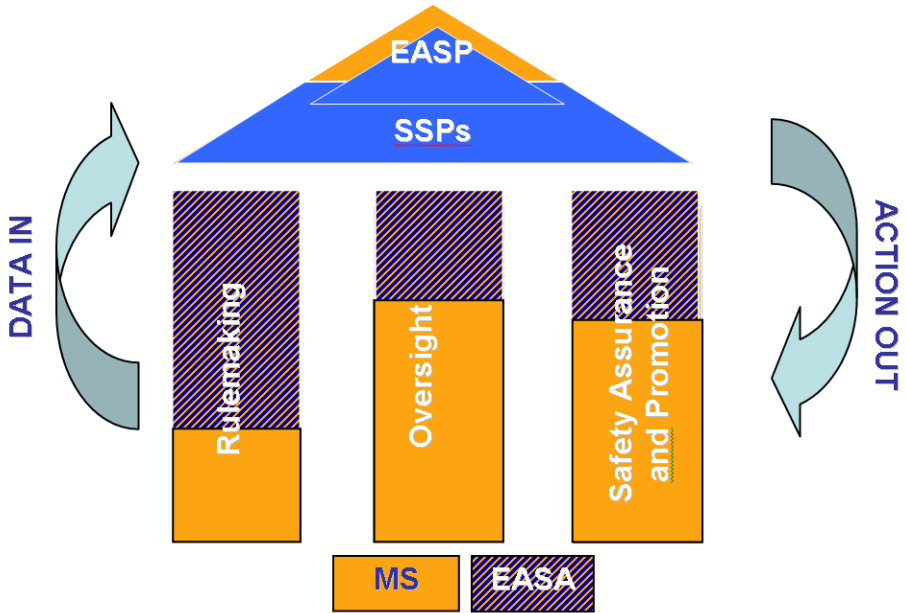 EASP
SSPs
DATA IN
ACTION OUT
Rulemaking
Oversight
Safety Assurance
and Promotion
MS
EASA